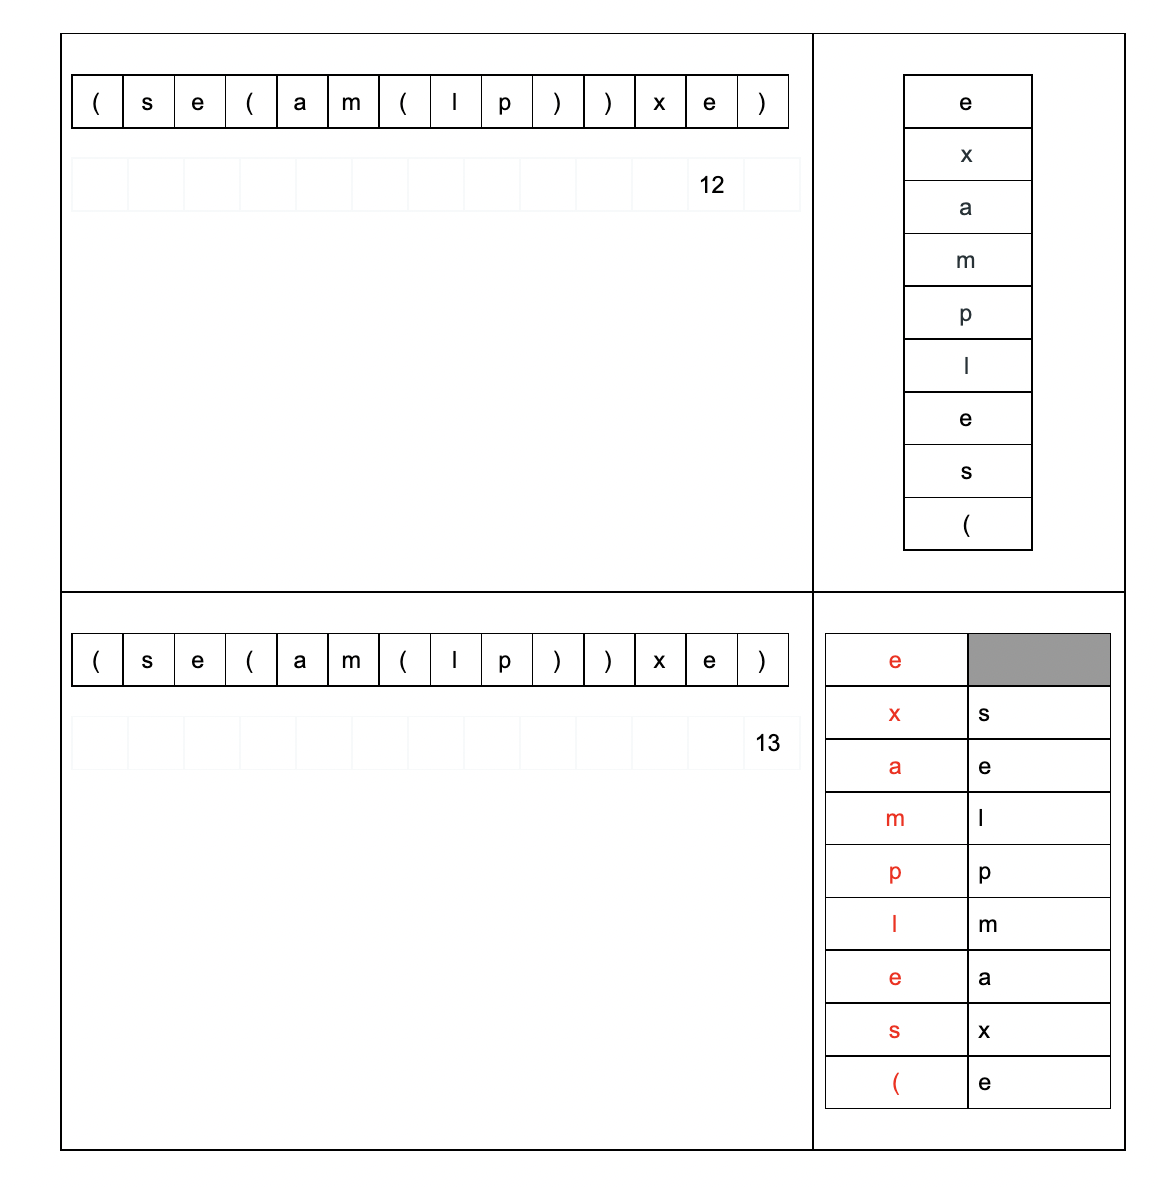 ( s e ( a m ( l p ) ) x e )
12
e
x
a
m
p
l
e
s
(
( s e ( a m ( l p ) ) x e )
13
e
x s
a e
m l
p p
l m
e a
s x
( e